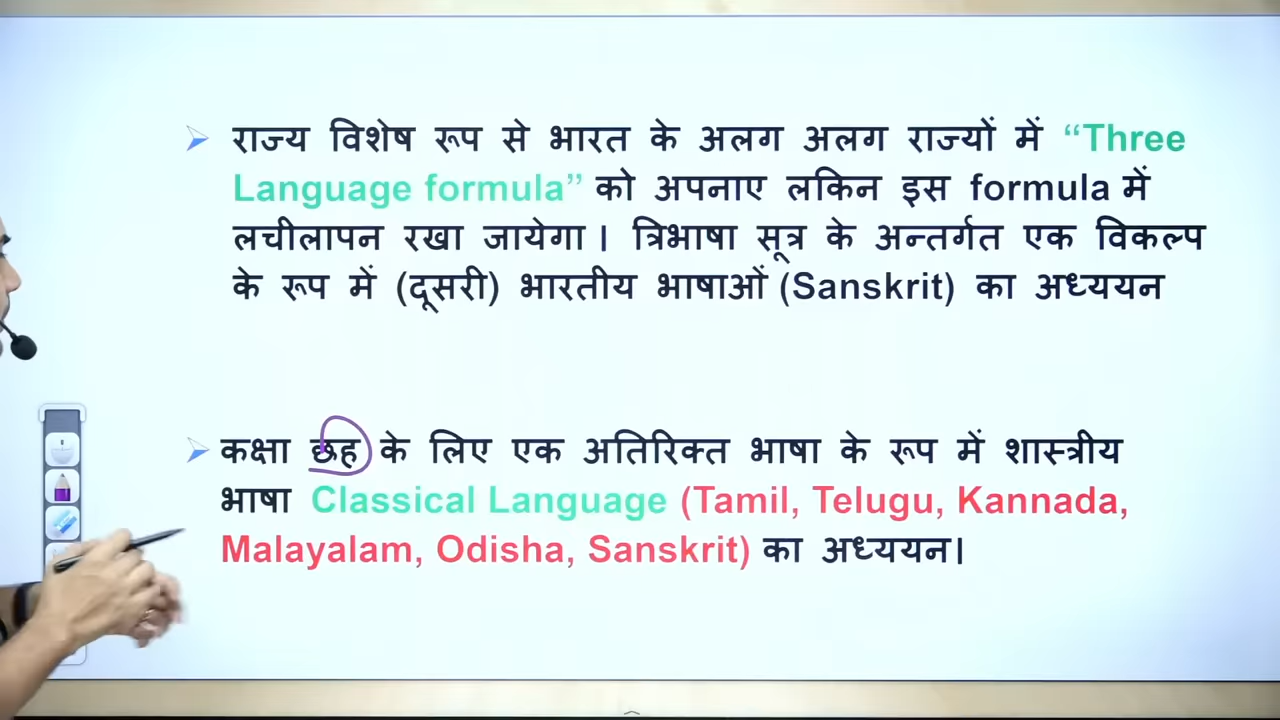 राज्य विशेष रूप से भारत के अलग अलग राज्यों में “Three
Language formula” को अपनाए लकिन इस formula में
लचीलापन रखा जायेगा। त्रिभाषा सूत्र के अन्तर्गत एक विकल्प
के रूप में (दूसरी) भारतीय भाषाओं (Sanskrit) का अध्ययन
कक्षा छह के लिए एक अतिरिक्त भाषा के रूप में शास्त्रीय
भाषा Classical Language (Tamil, Telugu, Kannada,
Malayalam, Odisha, Sanskrit) का अध्ययन।